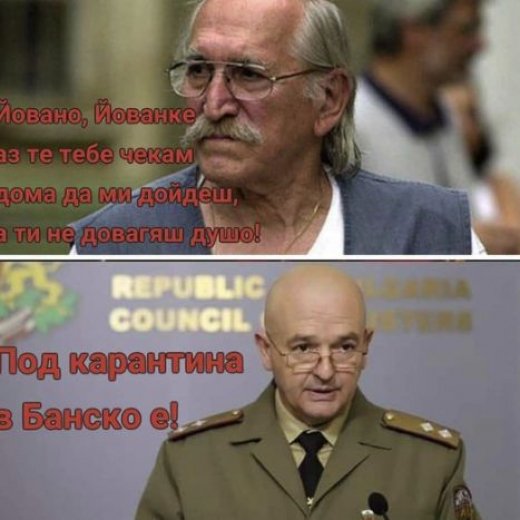 Йовано, Йованке
аз те тебе чекам
дома да ми дойдеш,
а ти не довагяш душо!
REPUBLIC
COUNCIL
Под карантина
в Банско е!